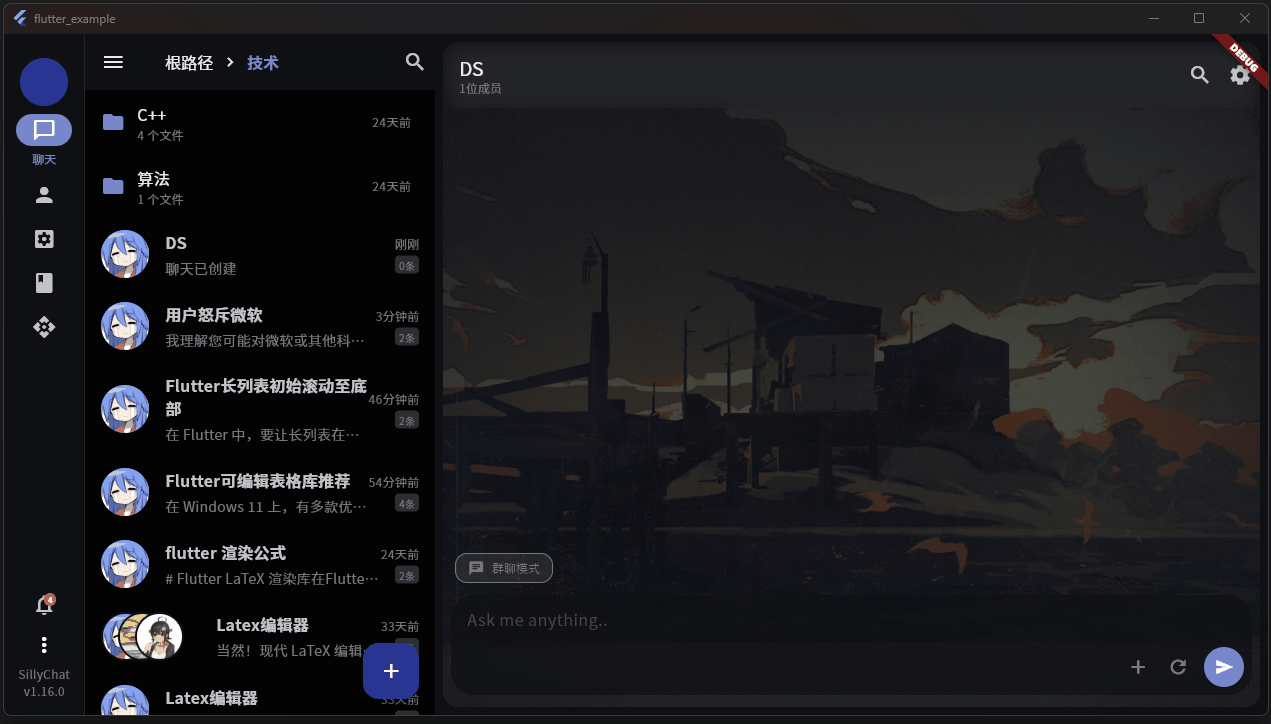 flutter_example
DEBUG
根路径 > 技术
聊天
C++
4 个文件
24天前
算法
1 个文件
24天前
DS
刚刚
聊天已创建
0条
用户怒斥微软
3分钟前
我理解您可能对微软或其他科…
2条
Flutter长列表初始滚动至底
部
46分钟前
在 Flutter 中，要让长列表在…
2条
Flutter可编辑表格库推荐
54分钟前
在 Windows 11 上，有多款优…
4条
flutter 渲染公式
24天前
# Flutter LaTeX 渲染库在Flutte…
2条
Latex编辑器
33天前
当然！现代 LaTeX 编辑…
Latex编辑器
33天前
4
SillyChat
v1.16.0
DS
1位成员
群聊模式
Ask me anything..